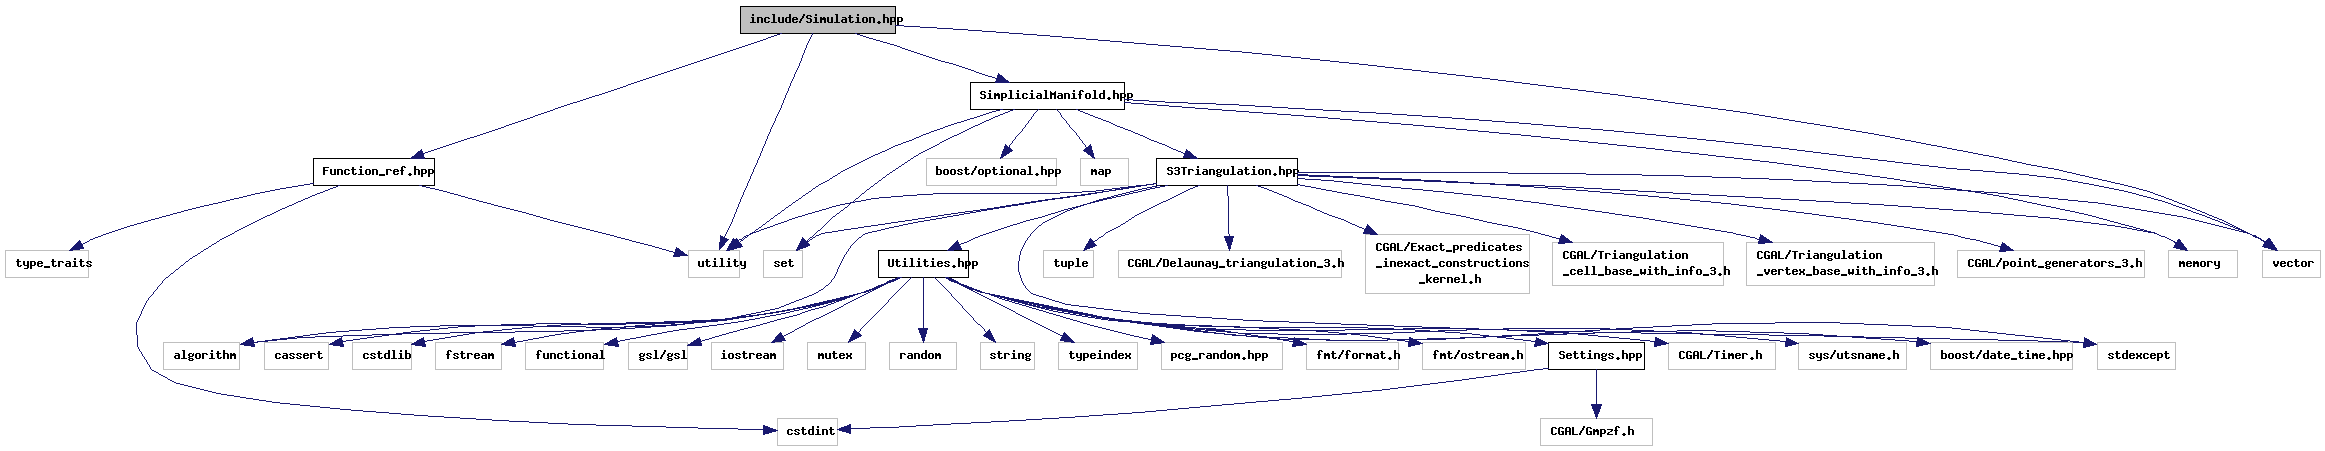 include/Simulation.hpp
SimplicialManifold.hpp
Function_ref.hpp
boost/optional.hpp
map
S3Triangulation.hpp
type_traits
utility
set
Utilities.hpp
tuple
CGAL/Delaunay_triangulation_3.h
CGAL/Exact_predicates
_inexact_constructions
_kernel.h
CGAL/Triangulation
_cell_base_with_info_3.h
CGAL/Triangulation
_vertex_base_with_info_3.h
CGAL/point_generators_3.h
memory
vector
algorithm
cassert
cstdlib
fstream
functional
gsl/gsl
iostream
mutex
random
string
typeindex
pcg_random.hpp
fmt/format.h
fmt/ostream.h
Settings.hpp
CGAL/Timer.h
sys/utsname.h
boost/date_time.hpp
stdexcept
cstdint
CGAL/Gmpzf.h